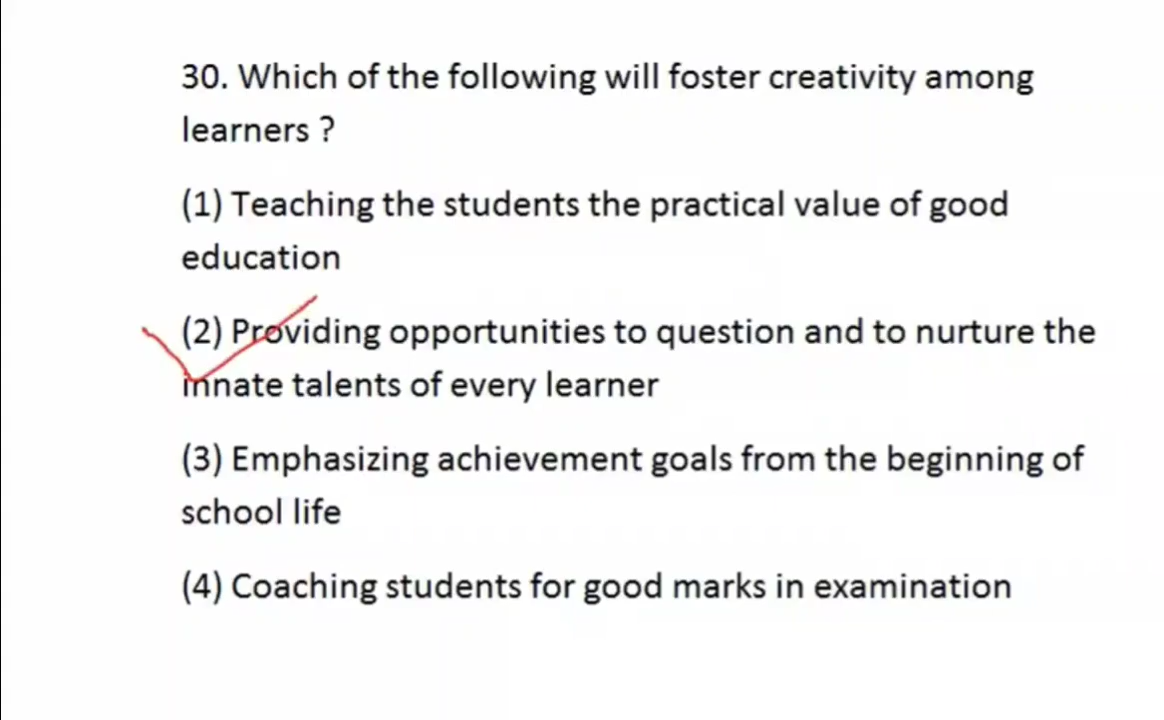 30. Which of the following will foster creativity among
learners ?
(1) Teaching the students the practical value of good
education
(2) Providing opportunities to question and to nurture the
innate talents of every learner
(3) Emphasizing achievement goals from the beginning of
school life
(4) Coaching students for good marks in examination